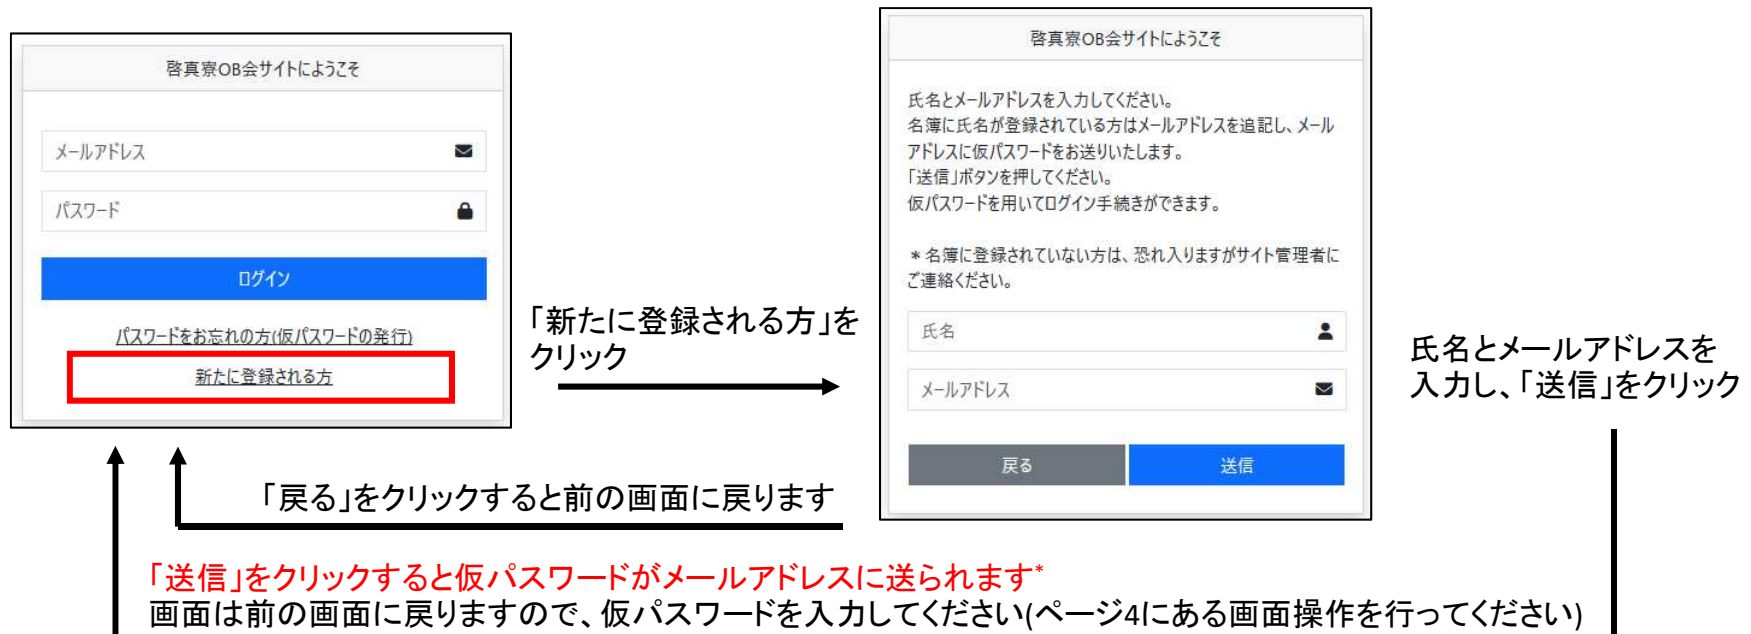 啓真寮OB会サイトにようこそ
メールアドレス
パスワード
ログイン
パスワードをお忘れの方(仮パスワードの発行)
新たに登録される方
「新たに登録される方」を
クリック
啓真寮OB会サイトにようこそ
氏名とメールアドレスを入力してください。
名簿に氏名が登録されている方はメールアドレスを追記し、メール
アドレスに仮パスワードをお送りいたします。
「送信」ボタンを押してください。
仮パスワードを用いてログイン手続きができます。
＊名簿に登録されていない方は、恐れ入りますがサイト管理者に
ご連絡ください。
氏名
メールアドレス
戻る
送信
氏名とメールアドレスを
入力し、「送信」をクリック
「戻る」をクリックすると前の画面に戻ります
「送信」をクリックすると仮パスワードがメールアドレスに送られます*
画面は前の画面に戻りますので、仮パスワードを入力してください(ページ4にある画面操作を行ってください)